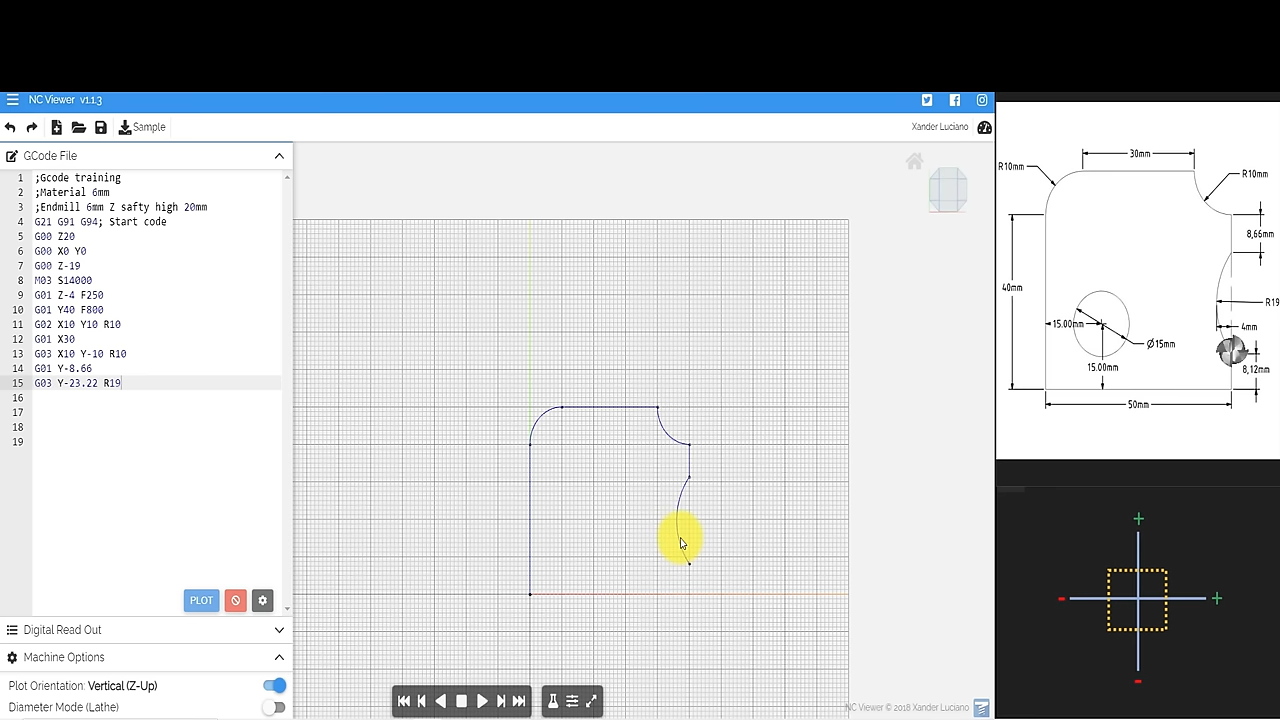 NC Viewer v1.1.3
Sample
Xander Luciano
GCode File
1 ;Gcode training
2 ;Material 6mm
3 ;Endmill 6mm Z safty high 20mm
4 G21 G91 G94; Start code
5 G00 Z20
6 G00 X0 Y0
7 G00 Z-19
8 M03 S14000
9 G01 Z-4 F250
10 G01 Y40 F800
11 G02 X10 Y10 R10
12 G01 X30
13 G03 X10 Y-10 R10
14 G01 Y-8.66
15 G03 Y-23.22 R19
16
17
18
19
PLOT
Digital Read Out
Machine Options
Plot Orientation: Vertical (Z-Up)
Diameter Mode (Lathe)
NC Viewer © 2018 Xander Luciano
30mm
R10mm
R10mm
8,66mm
40mm
R19
15.00mm
4mm
Ø15mm
15.00mm
8,12mm
50mm
+
- +
-